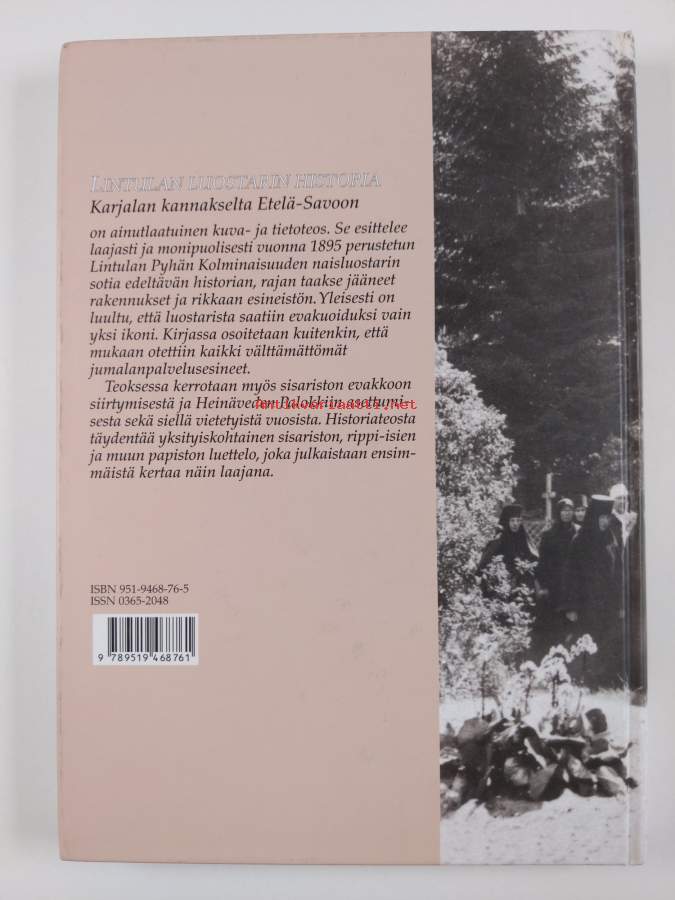 LINTULAN LUOSTARIN HISTORIA
Karjalan kannakselta Etelä-Savoon
on ainutlaatuinen kuva- ja tietoteos. Se esittelee
laajasti ja monipuolisesti vuonna 1895 perustetun
Lintulan Pyhän Kolminaisuuden naisluostarin
sotia edeltävän historian, rajan taakse jääneet
rakennukset ja rikkaan esineistön. Yleisesti on
luultu, että luostarista saatiin evakuoiduksi vain
yksi ikoni. Kirjassa osoitetaan kuitenkin, että
mukaan otettiin kaikki välttämättömät
jumalanpalvelusesineet.
Teoksessa kerrotaan myös sisariston evakkoon
siirtymisestä ja Heinäveden Palokkiin asettumi-
sesta sekä siellä vietetyistä vuosista. Historiateosta
täydentää yksityiskohtainen sisariston, rippi-isien
ja muun papiston luettelo, joka julkaistaan ensim-
mäistä kertaa näin laajana.
Antikvariaatti.net
ISBN 951-9468-76-5
ISSN 0365-2048
9 789519 468761